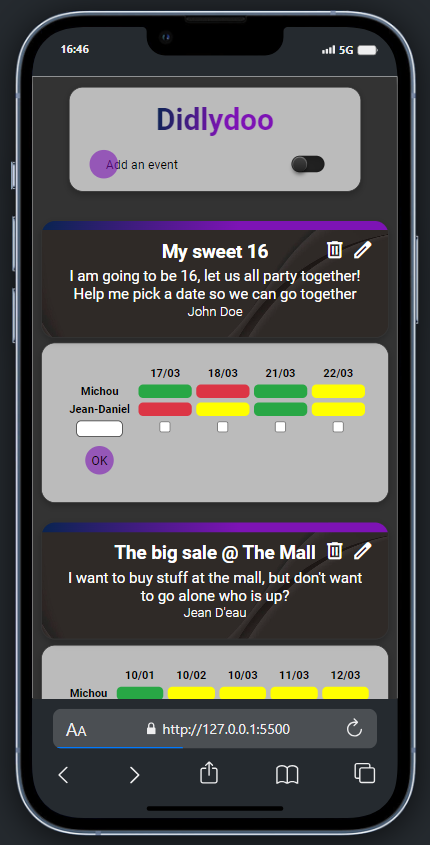 16:46
5G
Didlydoo
Add an event
My sweet 16
I am going to be 16, let us all party together!
Help me pick a date so we can go together
John Doe
17/03 18/03 21/03 22/03
Michou
Jean-Daniel
OK
The big sale @ The Mall
I want to buy stuff at the mall, but don't want
to go alone who is up?
Jean D'eau
10/01 10/02 10/03 11/03 12/03
Michou
AA http://127.0.0.1:5500